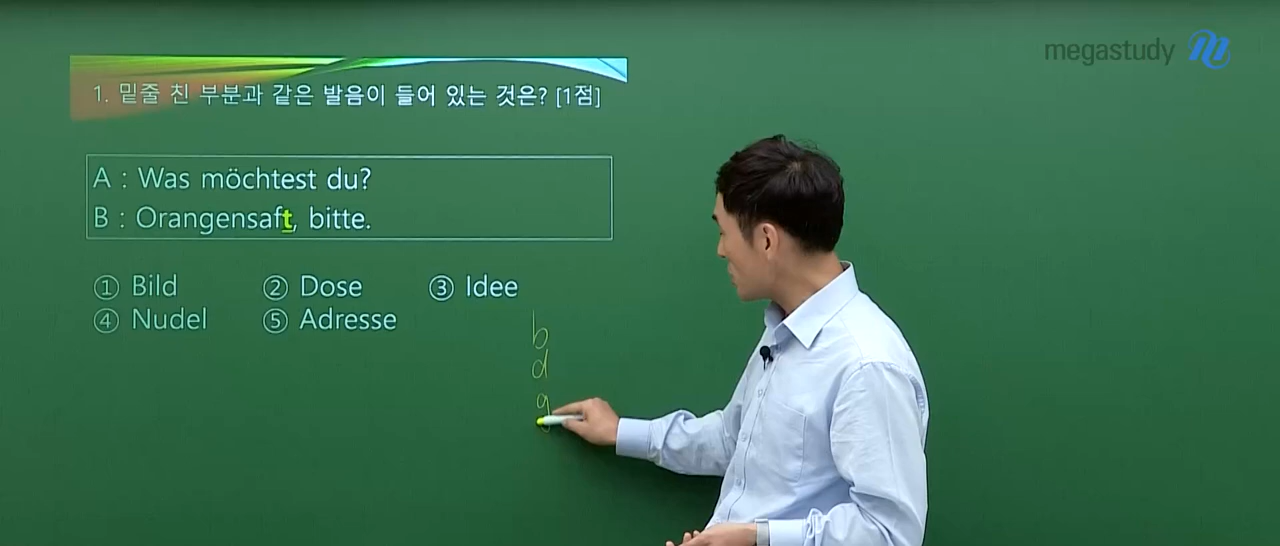 megastudy
1. 밑줄 친 부분과 같은 발음이 들어 있는 것은? [1점]
A : Was möchtest du?
B : Orangensaft, bitte.
① Bild ② Dose ③ Idee
④ Nudel ⑤ Adresse
b
d
g